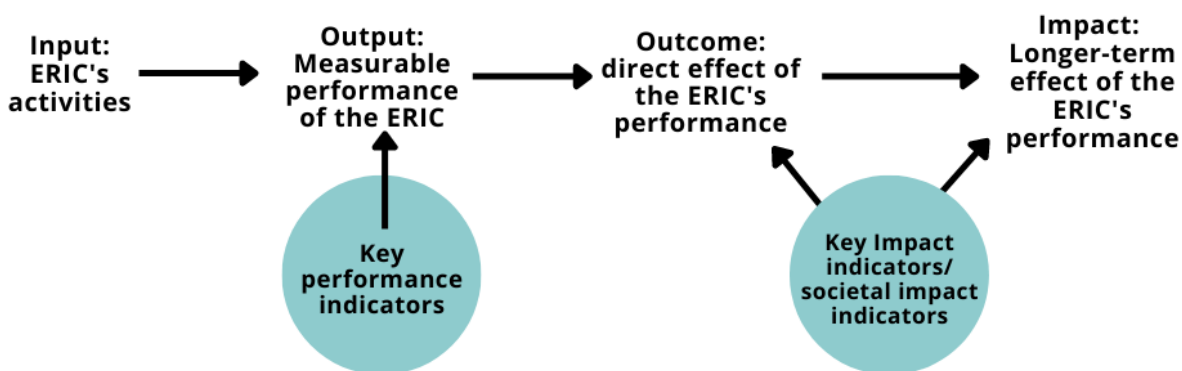 Input:
ERIC's
activities
Output:
Measurable
performance
of the ERIC
Outcome:
direct effect of
the ERIC's
performance
Impact:
Longer-term
effect of the
ERIC's
performance
Key
performance
indicators
Key Impact
indicators/
societal impact
indicators